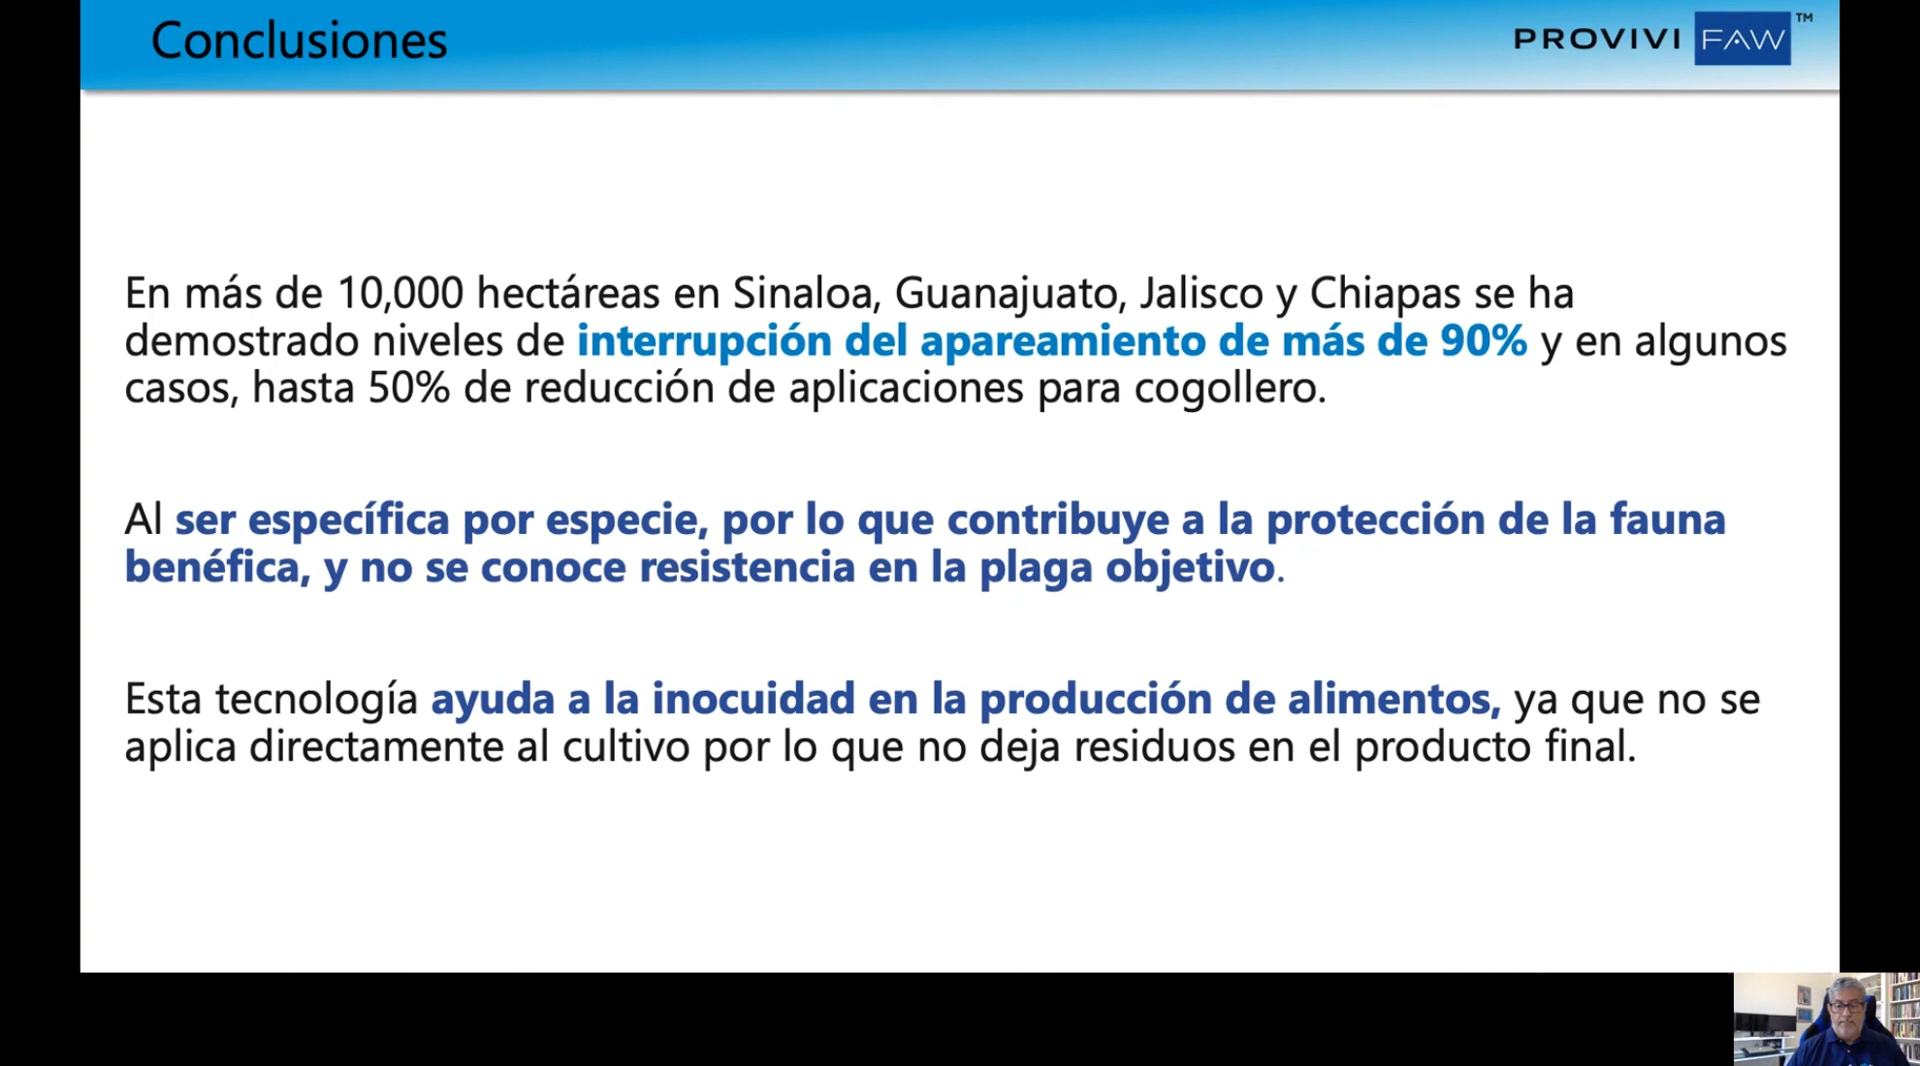 Conclusiones
PROVIVI FAW™
En más de 10,000 hectáreas en Sinaloa, Guanajuato, Jalisco y Chiapas se ha
demostrado niveles de interrupción del apareamiento de más de 90% y en algunos
casos, hasta 50% de reducción de aplicaciones para cogollero.
Al ser específica por especie, por lo que contribuye a la protección de la fauna
benéfica, y no se conoce resistencia en la plaga objetivo.
Esta tecnología ayuda a la inocuidad en la producción de alimentos, ya que no se
aplica directamente al cultivo por lo que no deja residuos en el producto final.